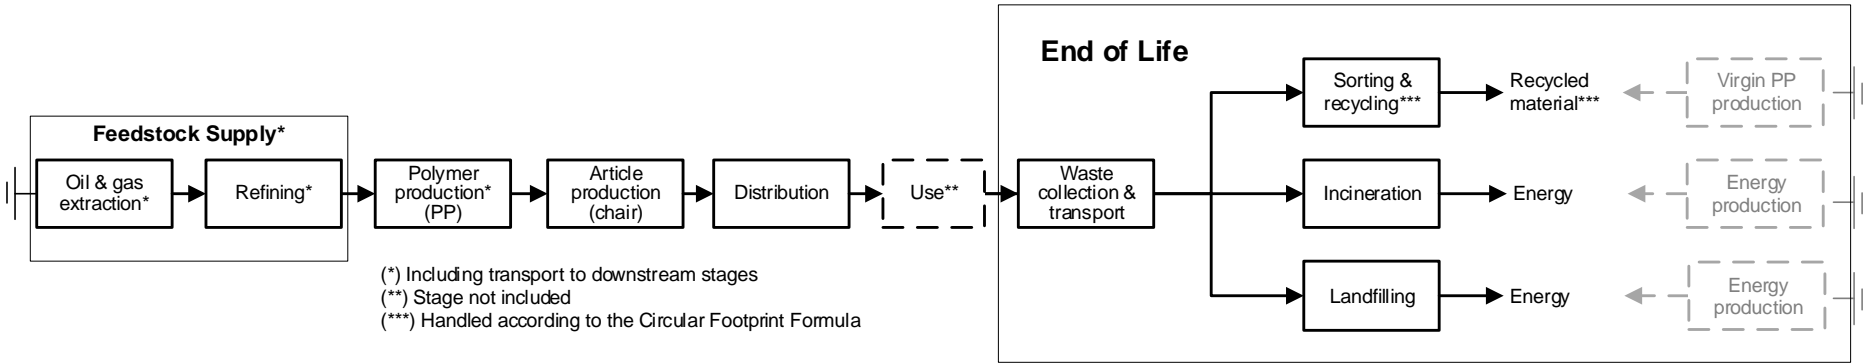 End of Life
Feedstock Supply*
Oil & gas
extraction*
Refining*
Polymer
production*
(PP)
Article
production
(chair)
Distribution
Use**
Waste
collection &
transport
Sorting &
recycling***
Recycled
material***
Virgin PP
production
Incineration
Energy
Energy
production
Landfilling
Energy
Energy
production
(*) Including transport to downstream stages
(**) Stage not included
(***) Handled according to the Circular Footprint Formula